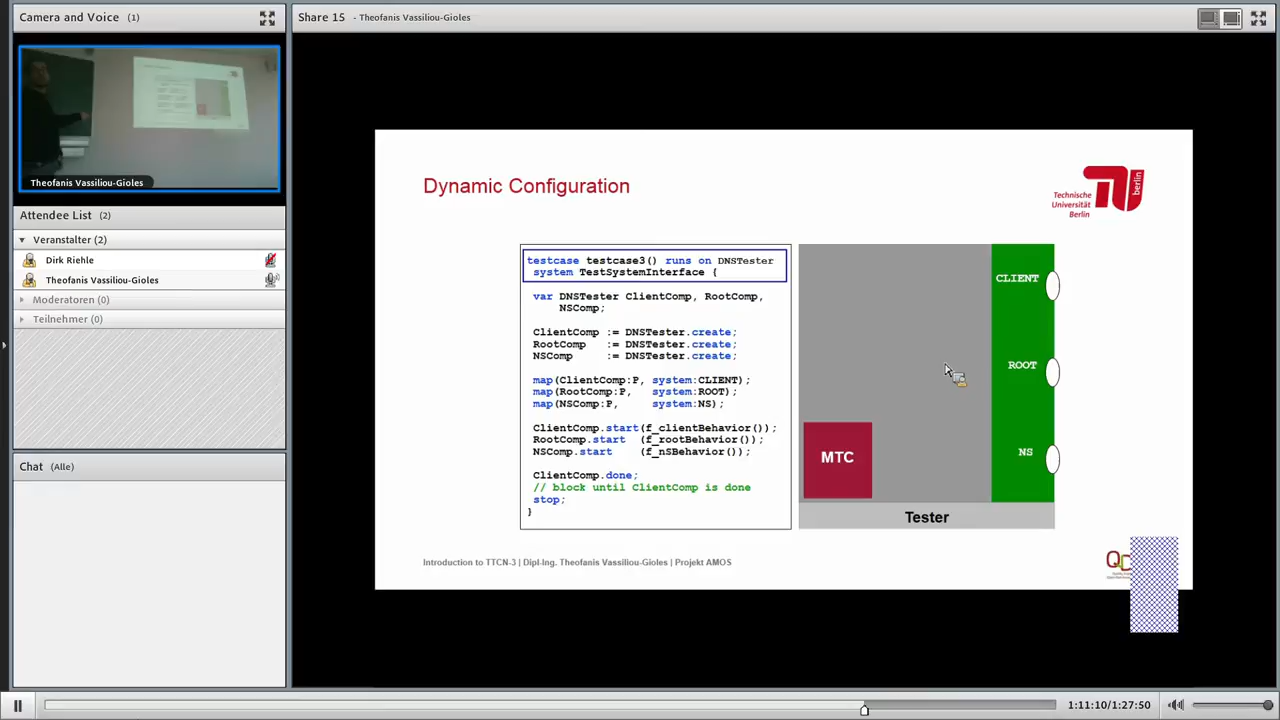 Camera and Voice (1)
Theofanis Vassiliou-Gioles
Attendee List (2)
Veranstalter (2)
Dirk Riehle
Theofanis Vassiliou-Gioles
Moderatoren (0)
Teilnehmer (0)
Chat (Alle)
Share 15 - Theofanis Vassiliou-Gioles
Dynamic Configuration
Technische
Universität
Berlin
berlin
testcase testcase3() runs on DNSTester
system TestSystemInterface {
var DNSTester ClientComp, RootComp,
NSComp;
ClientComp := DNSTester.create;
RootComp := DNSTester.create;
NSComp := DNSTester.create;
map(ClientComp:P, system:CLIENT);
map(RootComp:P, system:ROOT);
map(NSComp:P, system:NS);
ClientComp.start(f_clientBehavior());
RootComp.start (f_rootBehavior());
NSComp.start (f_nSBehavior());
ClientComp.done;
// block until ClientComp is done
stop;
}
CLIENT
ROOT
NS
MTC
Tester
Introduction to TTCN-3 | Dipl-Ing. Theofanis Vassiliou-Gioles | Projekt AMOS
1:11:10/1:27:50